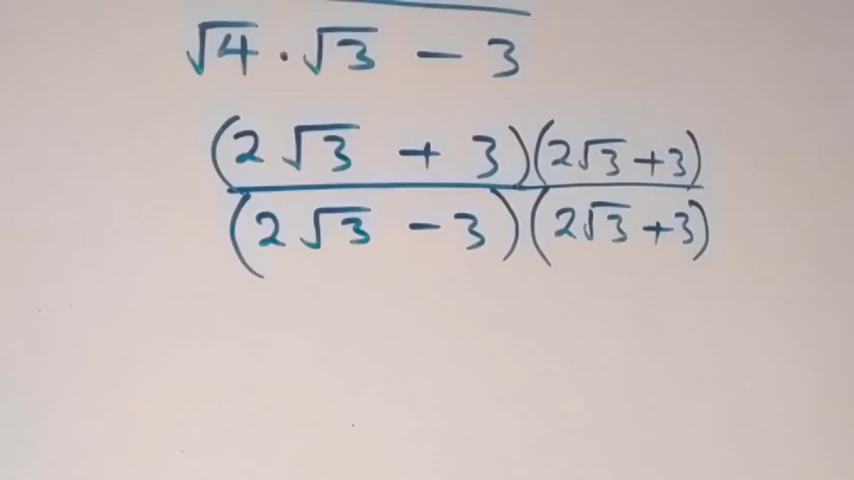 √4 · √3 - 3
(2√3 + 3)(2√3 + 3)
(2√3 - 3)(2√3 + 3)